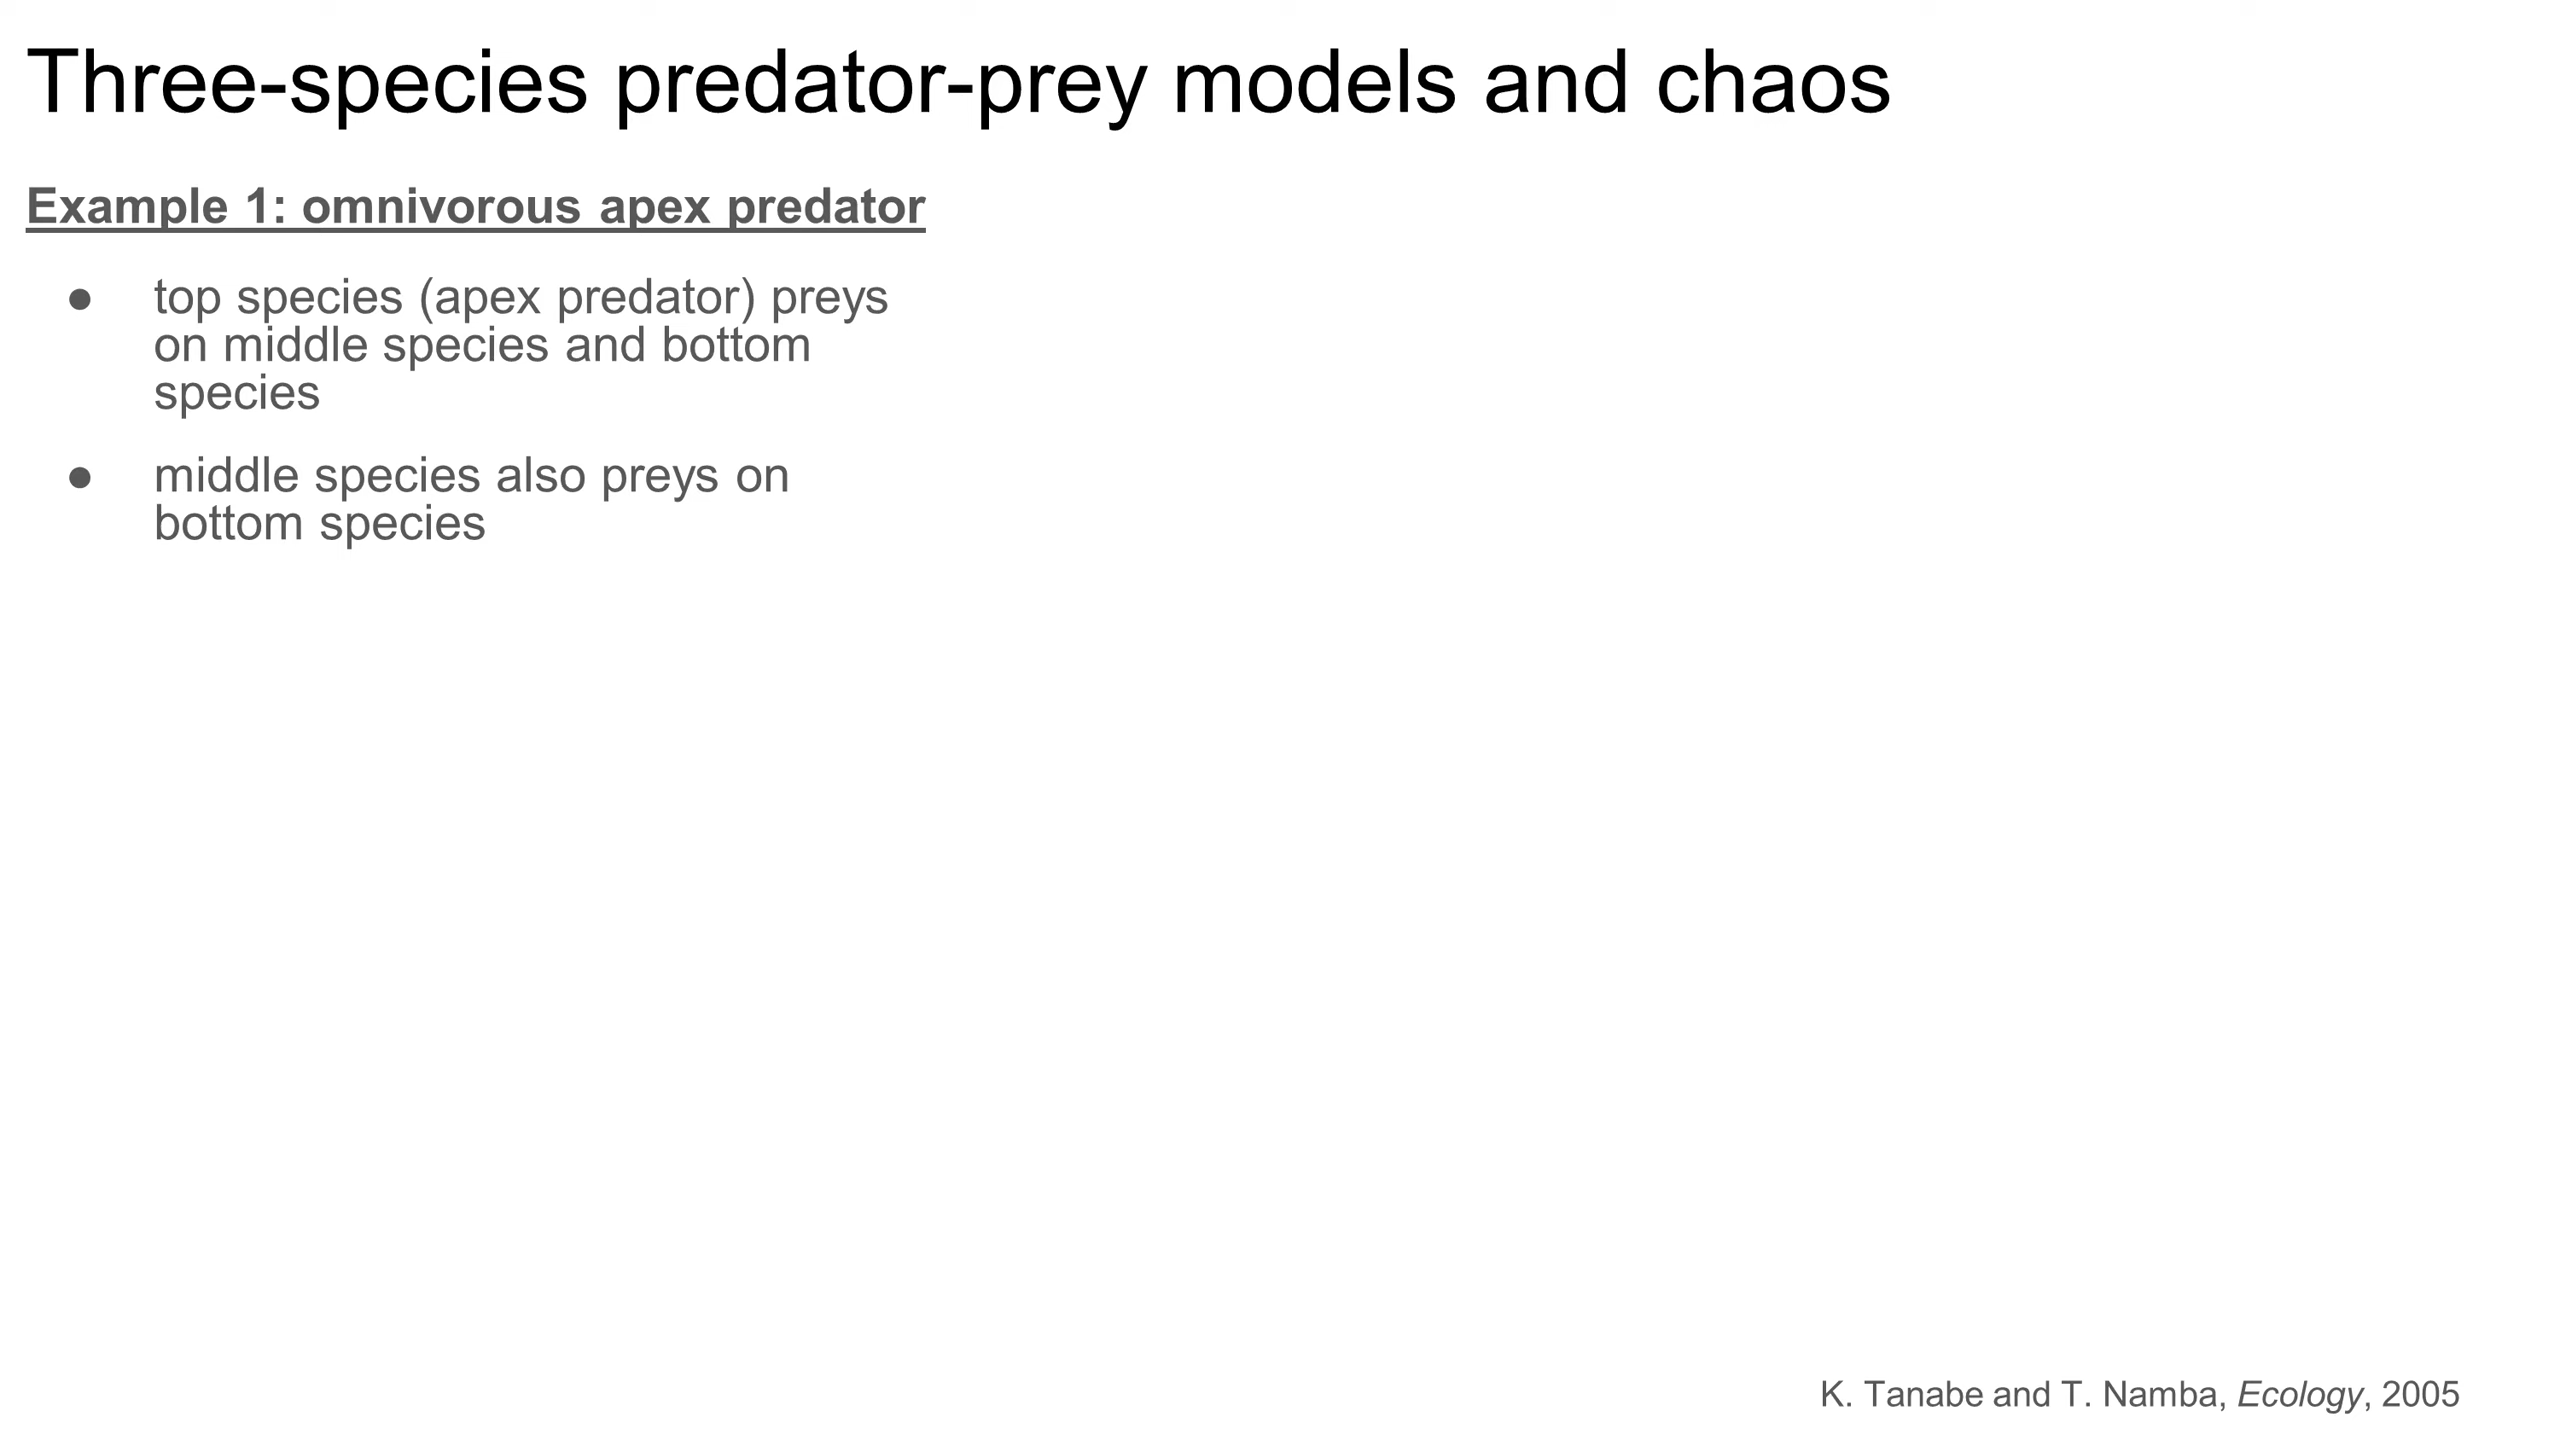 Three-species predator-prey models and chaos
Example 1: omnivorous apex predator
● top species (apex predator) preys
on middle species and bottom
species
● middle species also preys on
bottom species
K. Tanabe and T. Namba, Ecology, 2005